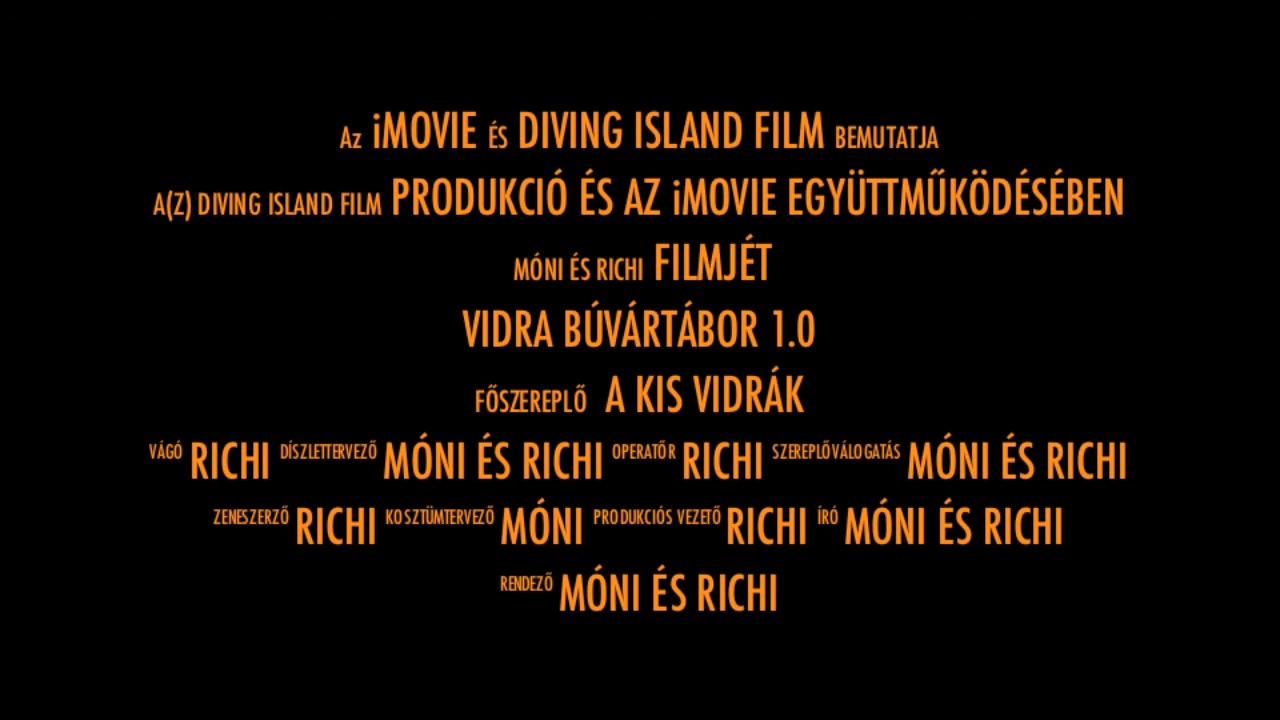 Az iMOVIE ÉS DIVING ISLAND FILM BEMUTATJA
A(Z) DIVING ISLAND FILM PRODUKCIÓ ÉS AZ iMOVIE EGYÜTTMŰKÖDÉSÉBEN
MÓNI ÉS RICHI FILMJÉT
VIDRA BÚVÁRTÁBOR 1.0
FŐSZEREPLŐ A KIS VIDRÁK
VÁGÓ RICHI DÍSZLETTERVEZŐ MÓNI ÉS RICHI OPERATŐR RICHI SZEREPLŐVÁLOGATÁS MÓNI ÉS RICHI
ZENESZERZŐ RICHI KOSZTÜMTERVEZŐ MÓNI PRODUKCIÓS VEZETŐ RICHI ÍRÓ MÓNI ÉS RICHI
RENDEZŐ MÓNI ÉS RICHI